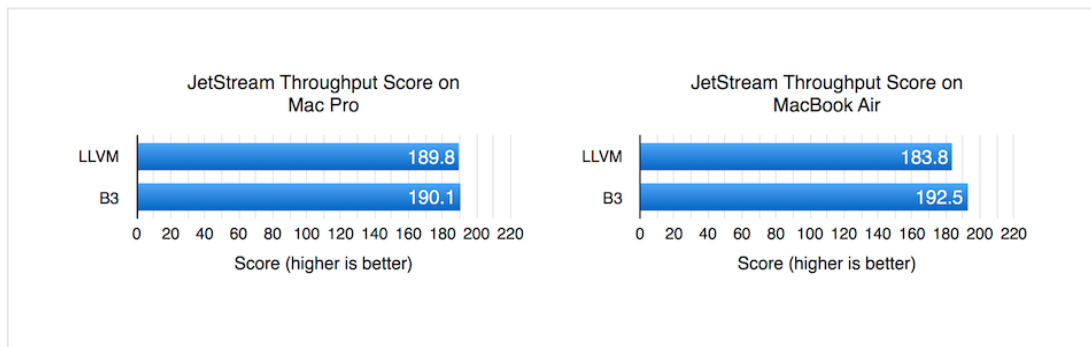 JetStream Throughput Score on
Mac Pro
LLVM
189.8
B3
190.1
0 20 40 60 80 100 120 140 160 180 200 220
Score (higher is better)
JetStream Throughput Score on
MacBook Air
LLVM
183.8
B3
192.5
0 20 40 60 80 100 120 140 160 180 200 220
Score (higher is better)